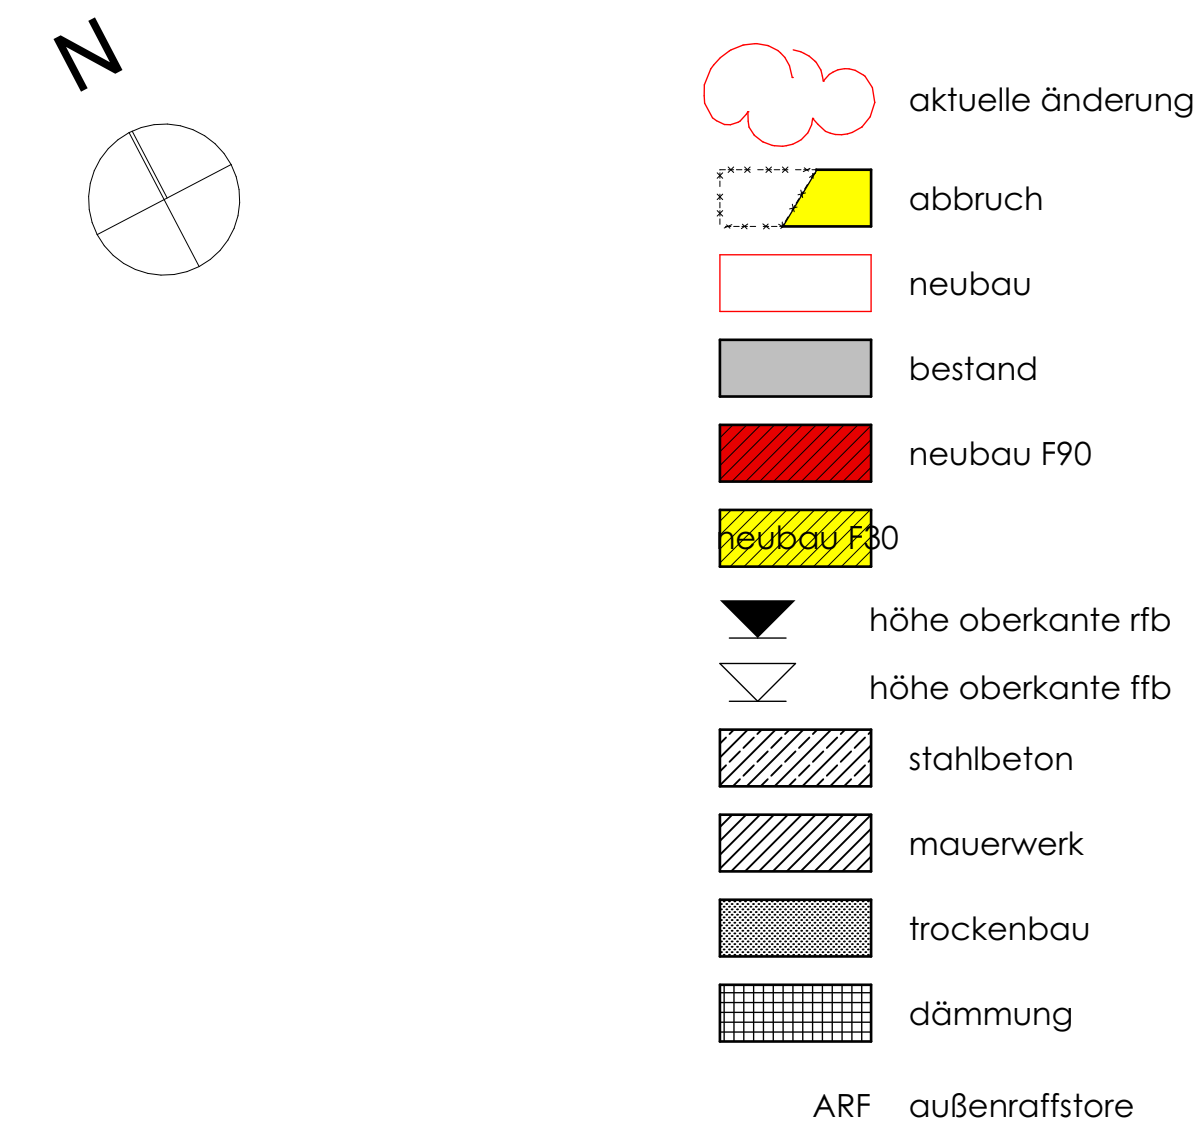 N
aktuelle änderung
abbruch
neubau
bestand
neubau F90
neubau F30
höhe oberkante rfb
höhe oberkante ffb
stahlbeton
mauerwerk
trockenbau
dämmung
ARF außenraffstore